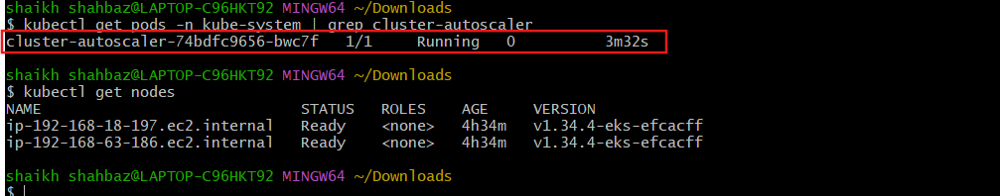 shaikh shahbaz@LAPTOP-C96HKT92 MINGW64 ~/Downloads
$ kubectl get pods -n kube-system | grep cluster-autoscaler
cluster-autoscaler-74bdfc9656-bwc7f   1/1     Running   0             3m32s
shaikh shahbaz@LAPTOP-C96HKT92 MINGW64 ~/Downloads
$ kubectl get nodes
NAME                             STATUS   ROLES    AGE     VERSION
ip-192-168-18-197.ec2.internal   Ready    <none>   4h34m   v1.34.4-eks-efcacff
ip-192-168-63-186.ec2.internal   Ready    <none>   4h34m   v1.34.4-eks-efcacff
shaikh shahbaz@LAPTOP-C96HKT92 MINGW64 ~/Downloads
$